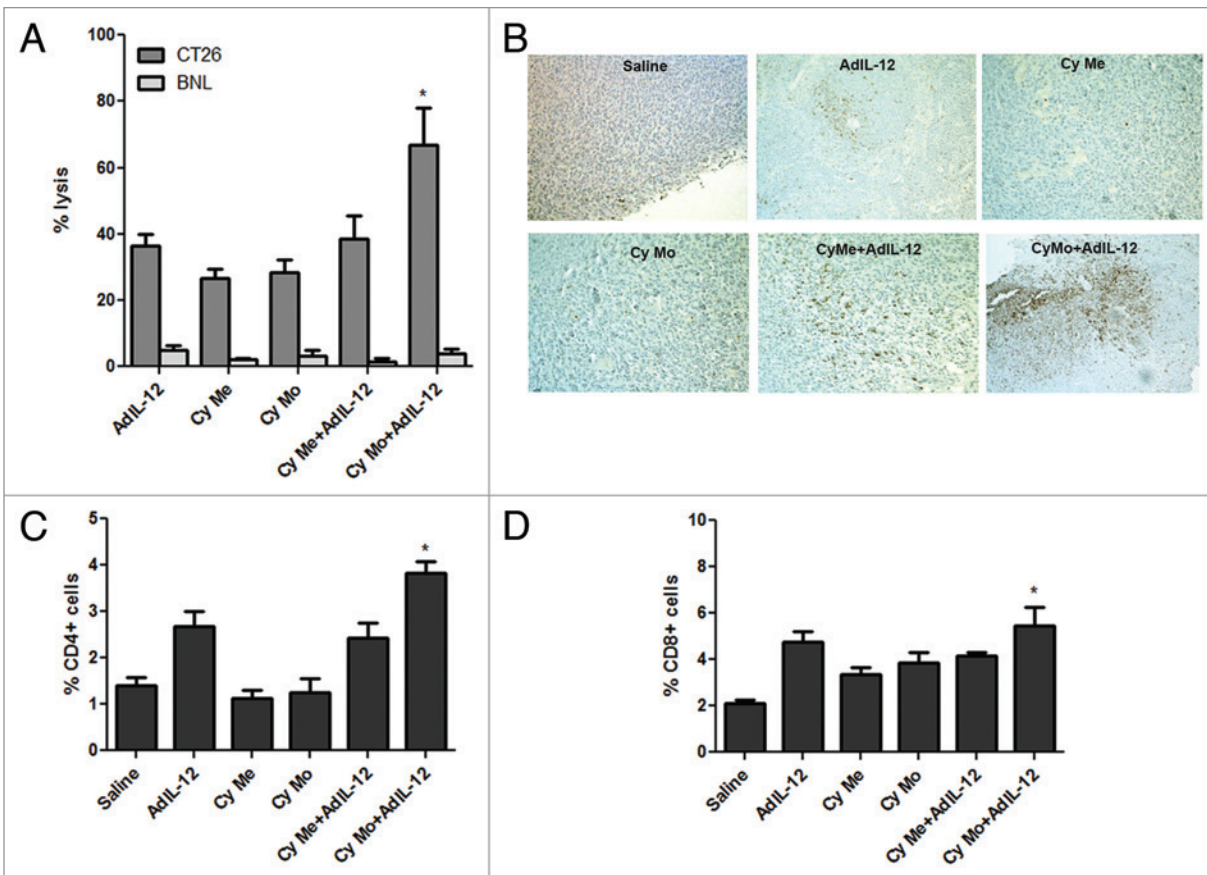 A
100
80
60
40
20
0
% lysis
CT26
BNL
*
AdIL-12
Cy Me
Cy Mo
Cy Me+AdIL-12
Cy Mo+AdIL-12
B
Saline
AdIL-12
Cy Me
Cy Mo
CyMe+AdIL-12
CyMo+AdIL-12
C
5
4
3
2
1
0
% CD4+ cells
*
Saline
AdIL-12
Cy Me
Cy Mo
Cy Me+AdIL-12
Cy Mo+AdIL-12
D
10
8
6
4
2
0
% CD8+ cells
*
Saline
AdIL-12
Cy Me
Cy Mo
Cy Me+AdIL-12
Cy Mo+AdIL-12